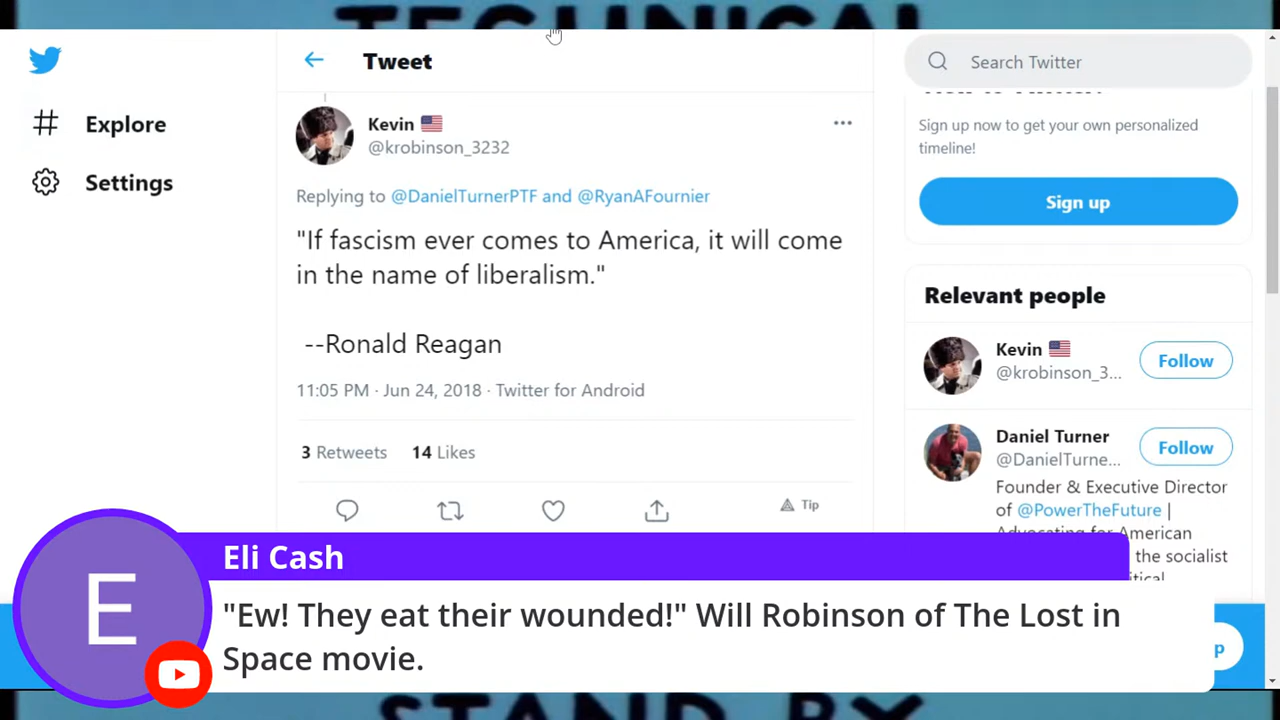 TECHNICAL
Tweet
Search Twitter
Explore
Settings
Kevin
@krobinson_3232
Replying to @DanielTurnerPTF and @RyanAFournier
"If fascism ever comes to America, it will come
in the name of liberalism."
--Ronald Reagan
11:05 PM · Jun 24, 2018 · Twitter for Android
3 Retweets 14 Likes
Tip
Sign up now to get your own personalized
timeline!
Sign up
Relevant people
Kevin
@krobinson_3...
Follow
Daniel Turner
@DanielTurne...
Follow
Founder & Executive Director
of @PowerTheFuture |
Advocating for American
the socialist
E
Eli Cash
"Ew! They eat their wounded!" Will Robinson of The Lost in
Space movie.
STAND BY